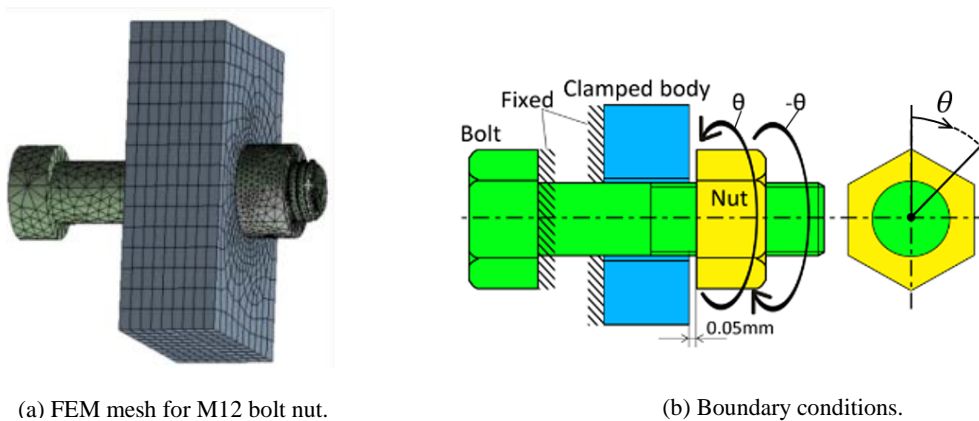 Clamped body
Fixed
θ
-θ
θ
Bolt
Nut
0.05mm
(a) FEM mesh for M12 bolt nut.
(b) Boundary conditions.